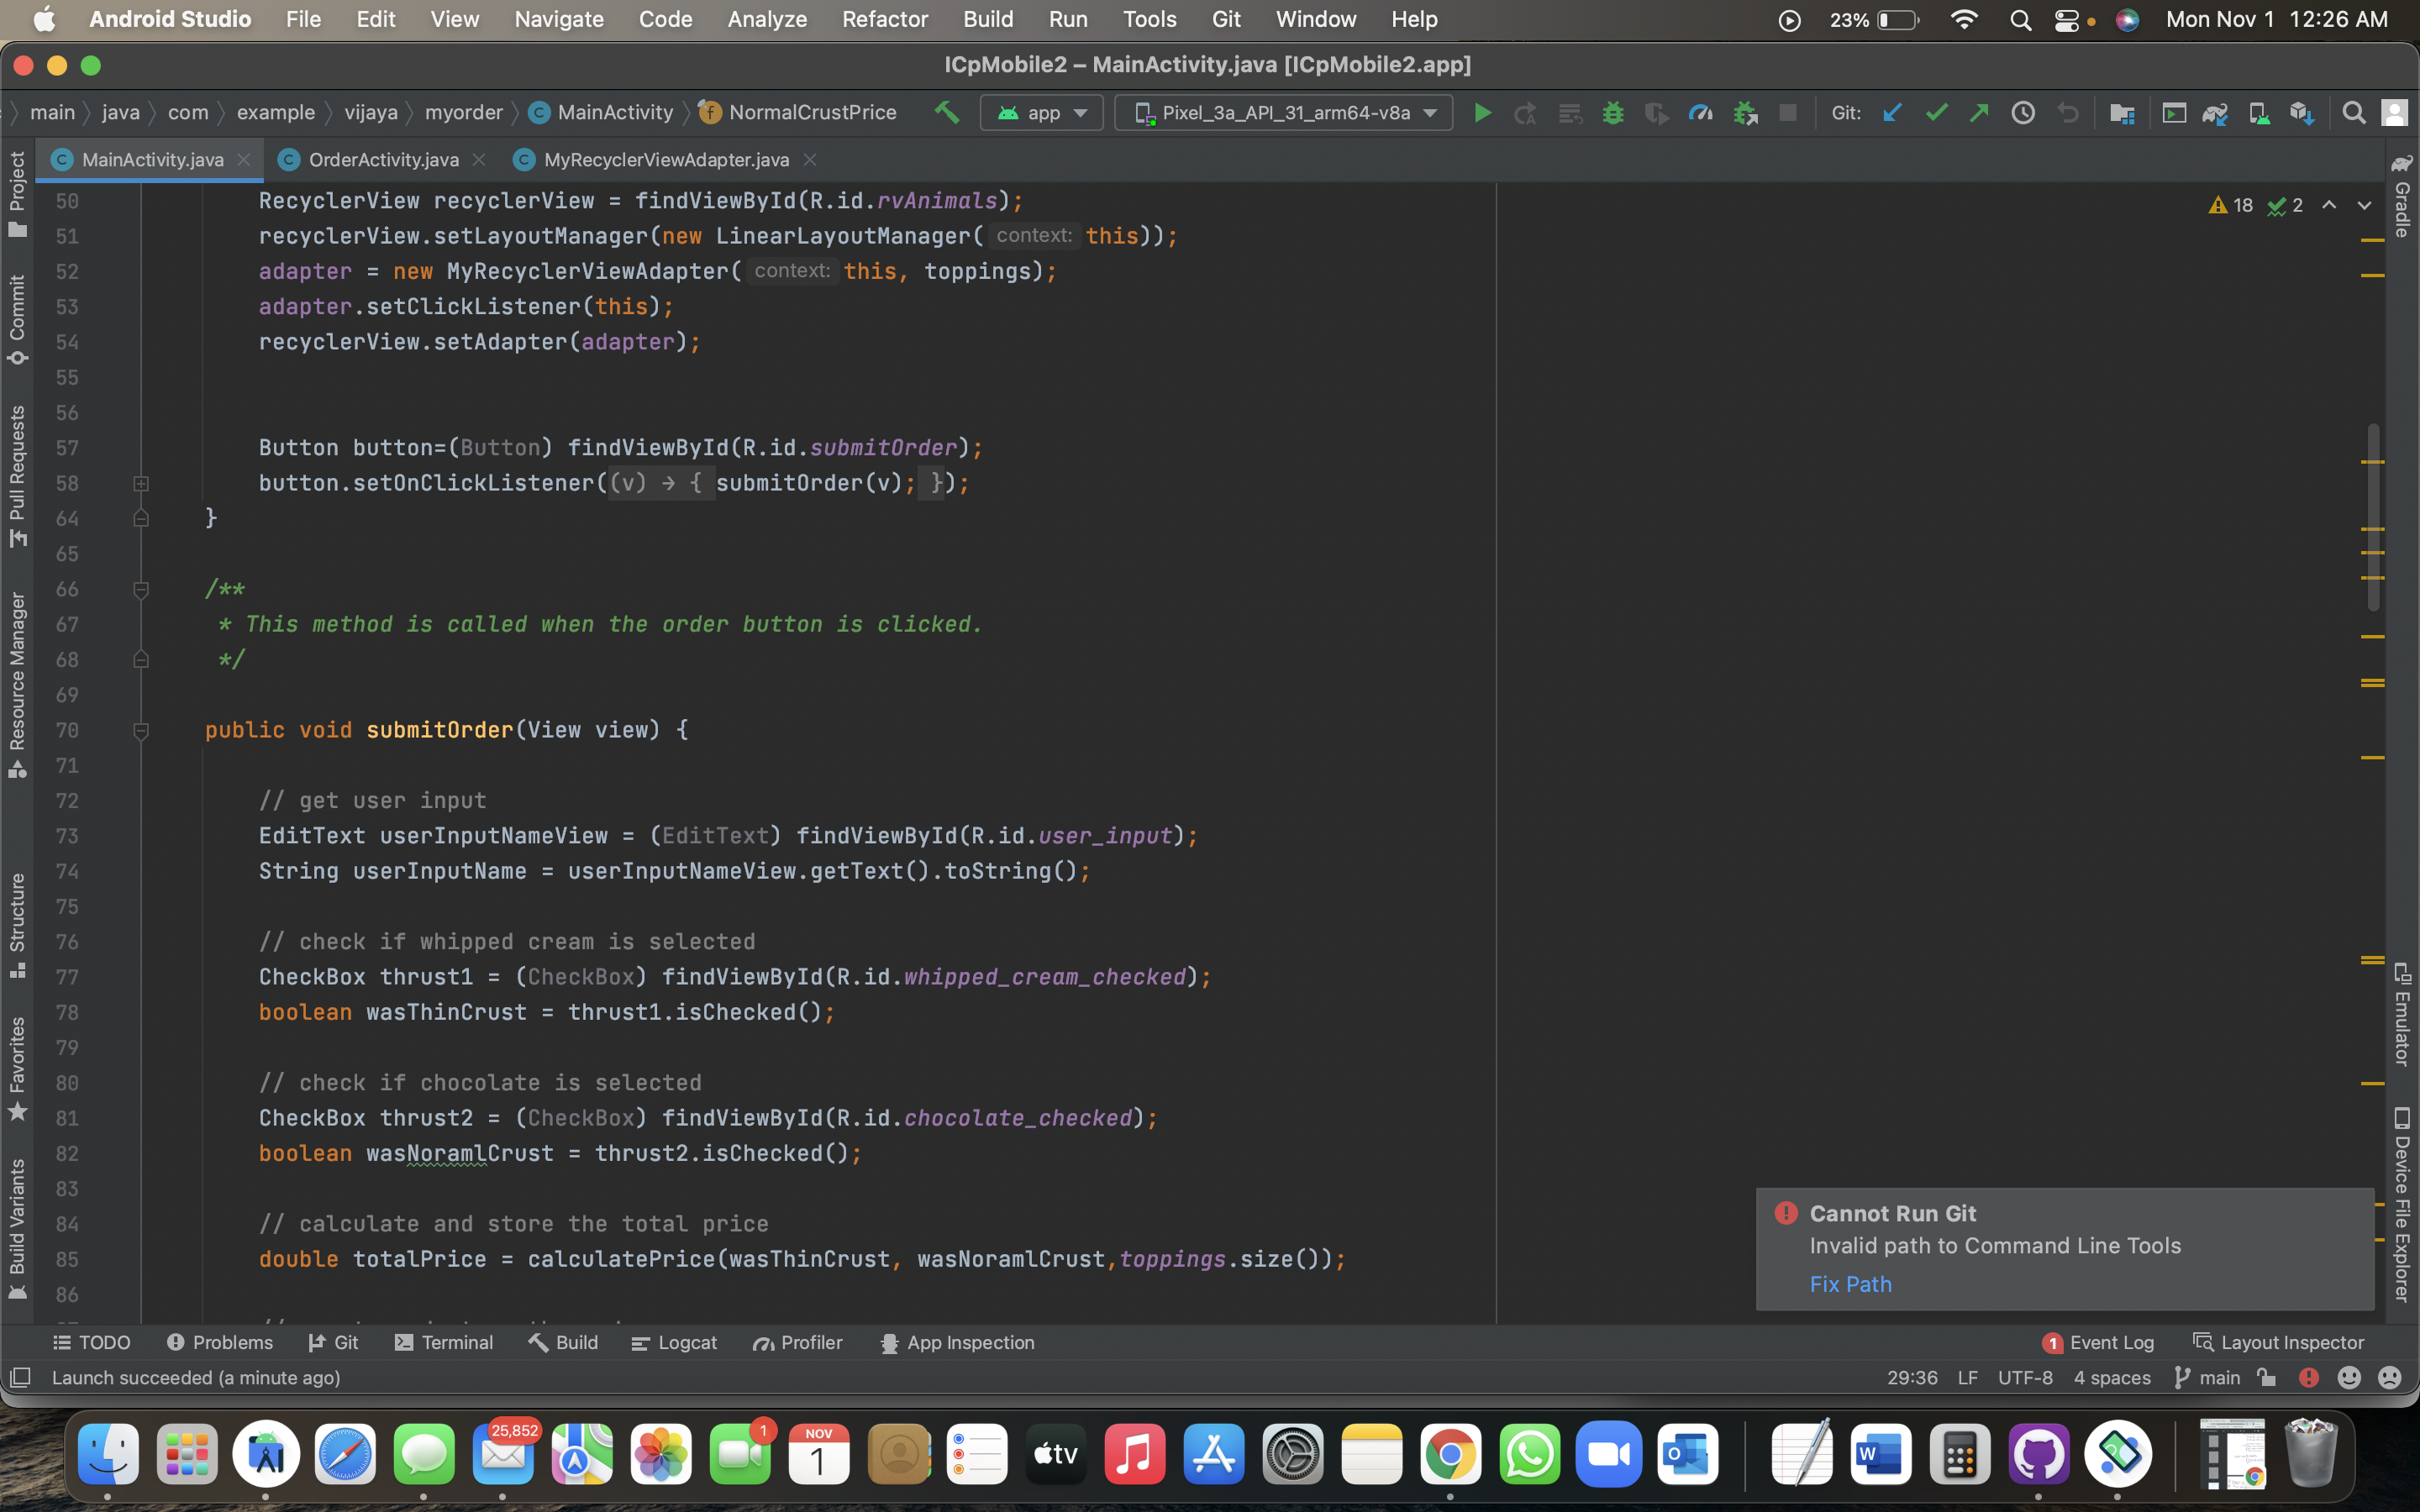 Android Studio File Edit View Navigate Code Analyze Refactor Build Run Tools Git Window Help 23% Mon Nov 1 12:26 AM
ICpMobile2 – MainActivity.java [ICpMobile2.app]
main java com example vijaya myorder MainActivity NormalCrustPrice app Pixel_3a_API_31_arm64-v8a Git:
MainActivity.java OrderActivity.java MyRecyclerViewAdapter.java
50 RecyclerView recyclerView = findViewById(R.id.rvAnimals); 18 2
51 recyclerView.setLayoutManager(new LinearLayoutManager( context: this));
52 adapter = new MyRecyclerViewAdapter( context: this, toppings);
53 adapter.setClickListener(this);
54 recyclerView.setAdapter(adapter);
55
56
57 Button button=(Button) findViewById(R.id.submitOrder);
58 button.setOnClickListener((v) → { submitOrder(v); });
64 }
65
66 /**
67 * This method is called when the order button is clicked.
68 */
69
70 public void submitOrder(View view) {
71
72 // get user input
73 EditText userInputNameView = (EditText) findViewById(R.id.user_input);
74 String userInputName = userInputNameView.getText().toString();
75
76 // check if whipped cream is selected
77 CheckBox thrust1 = (CheckBox) findViewById(R.id.whipped_cream_checked);
78 boolean wasThinCrust = thrust1.isChecked();
79
80 // check if chocolate is selected
81 CheckBox thrust2 = (CheckBox) findViewById(R.id.chocolate_checked);
82 boolean wasNoramlCrust = thrust2.isChecked();
83
84 // calculate and store the total price
85 double totalPrice = calculatePrice(wasThinCrust, wasNoramlCrust,toppings.size());
86
Project
Commit
Pull Requests
Resource Manager
Structure
Favorites
Build Variants
Gradle
Emulator
Device File Explorer
Cannot Run Git
Invalid path to Command Line Tools
Fix Path
TODO Problems Git Terminal Build Logcat Profiler App Inspection 1 Event Log Layout Inspector
Launch succeeded (a minute ago) 29:36 LF UTF-8 4 spaces main
25,852
1
NOV
1
tv
W